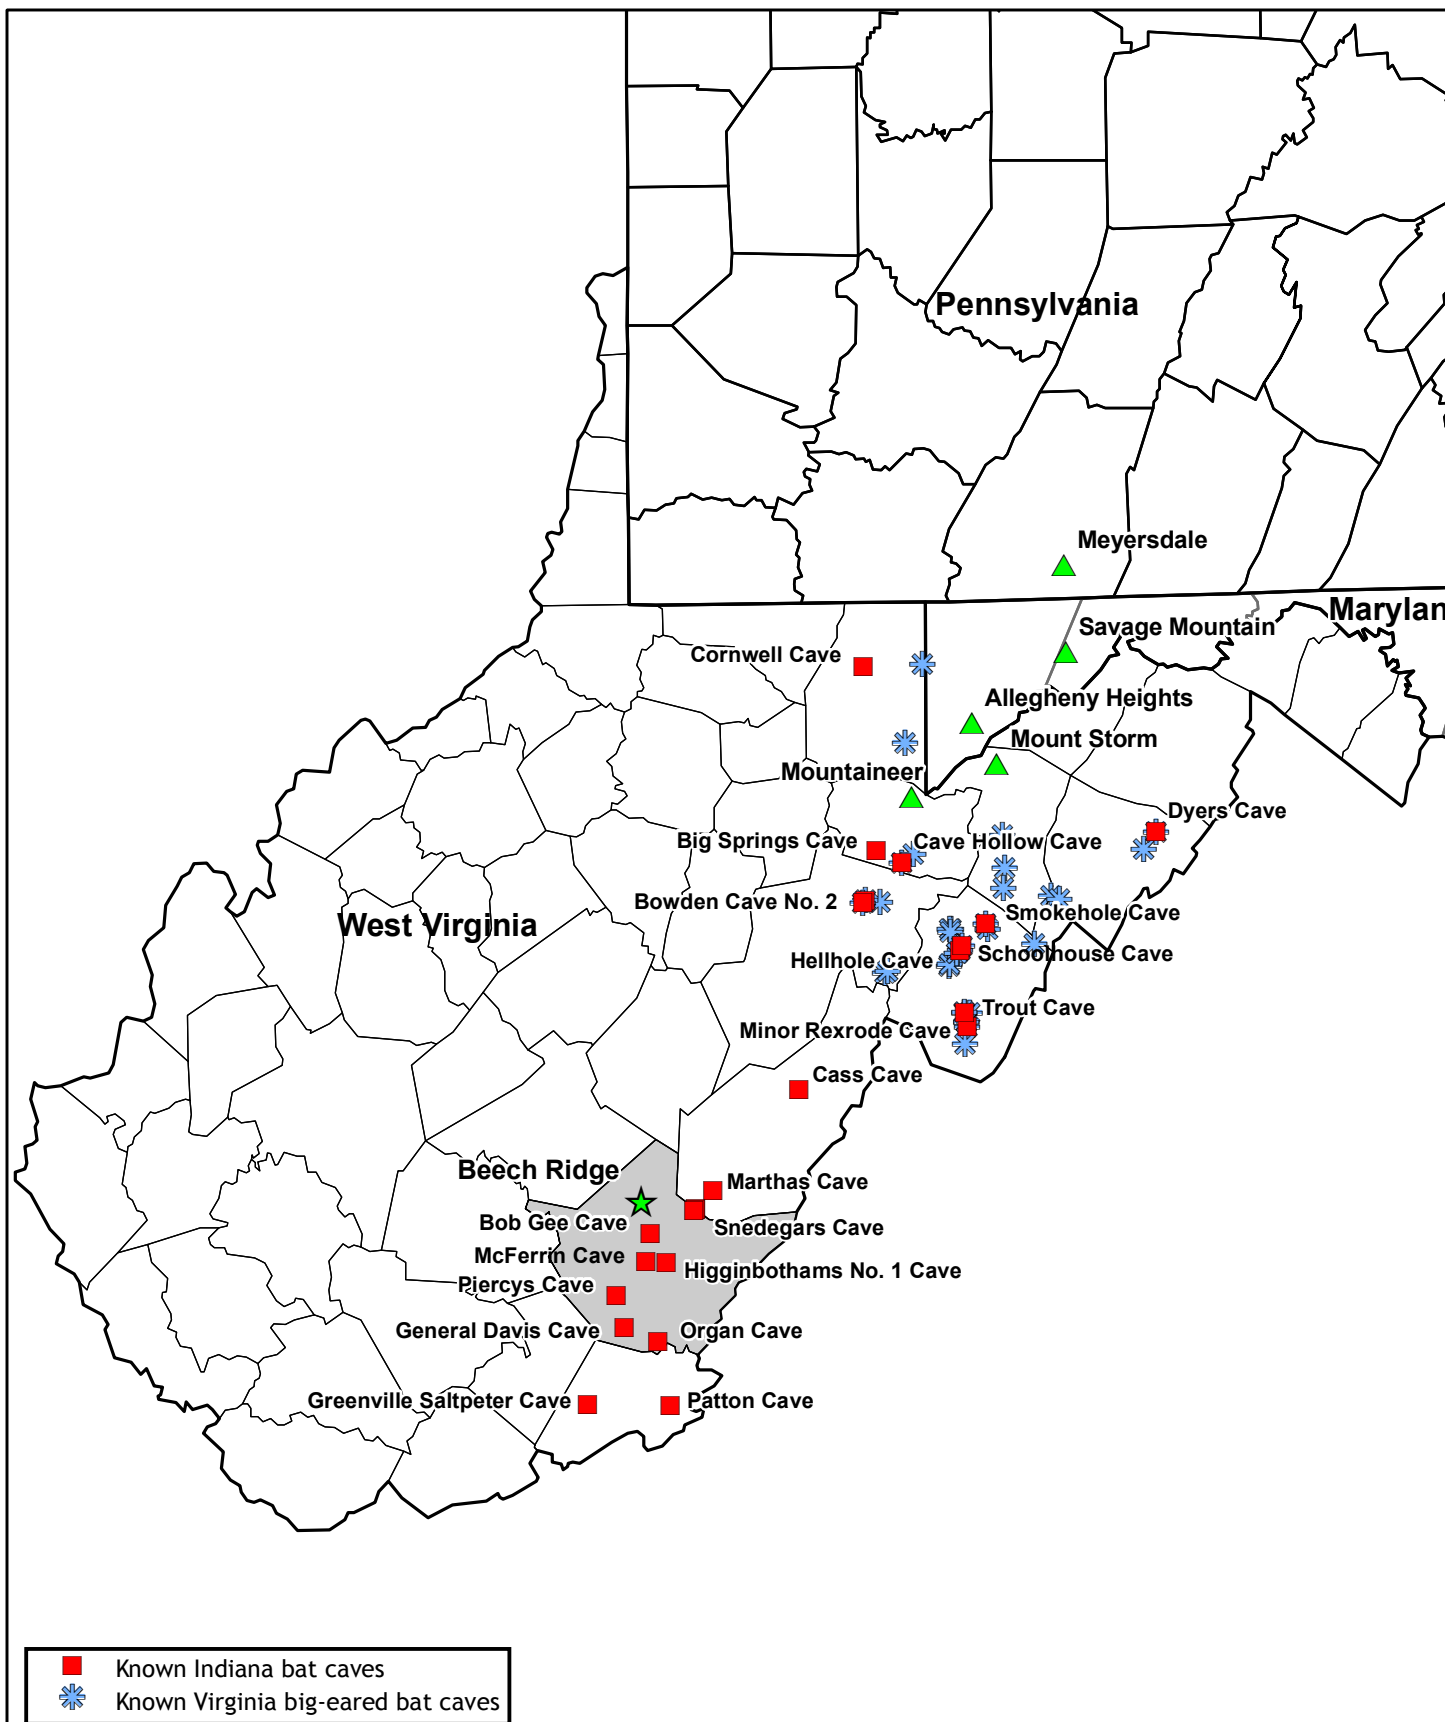 Pennsylvania
Meyersdale
Marylan
Savage Mountain
Cornwell Cave
Allegheny Heights
Mount Storm
Mountaineer
Dyers Cave
Big Springs Cave
Cave Hollow Cave
Bowden Cave No. 2
Smokehole Cave
West Virginia
Schoolhouse Cave
Hellhole Cave
Trout Cave
Minor Rexrode Cave
Cass Cave
Beech Ridge
Marthas Cave
Bob Gee Cave
Snedegars Cave
McFerrin Cave
Higginbothams No. 1 Cave
Piercys Cave
General Davis Cave
Organ Cave
Greenville Saltpeter Cave
Patton Cave
Known Indiana bat caves
Known Virginia big-eared bat caves